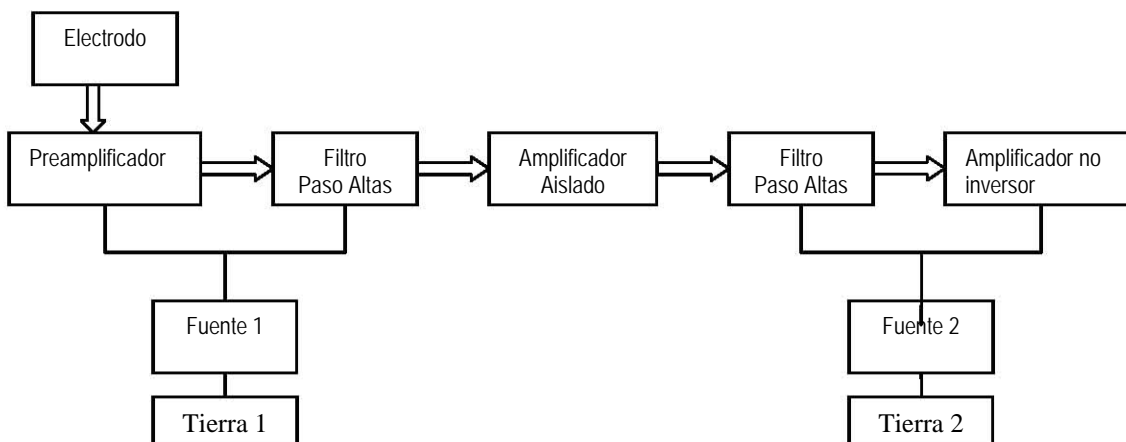 Electrodo
Preamplificador
Filtro
Paso Altas
Amplificador
Aislado
Filtro
Paso Altas
Amplificador no
inversor
Fuente 1
Fuente 2
Tierra 1
Tierra 2